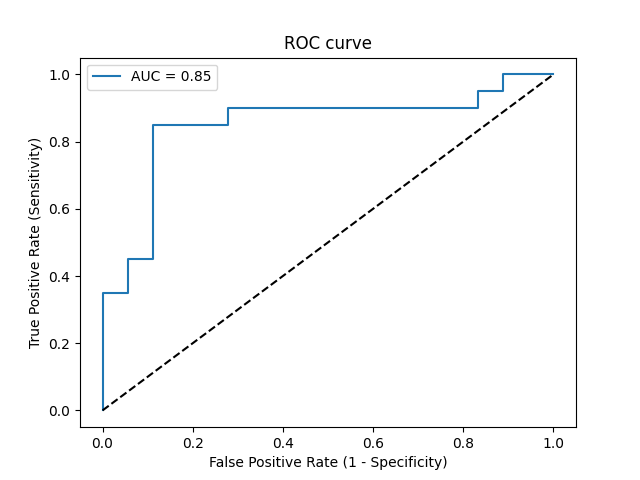 ROC curve
AUC = 0.85
True Positive Rate (Sensitivity)
1.0
0.8
0.6
0.4
0.2
0.0
0.0 0.2 0.4 0.6 0.8 1.0
False Positive Rate (1 - Specificity)